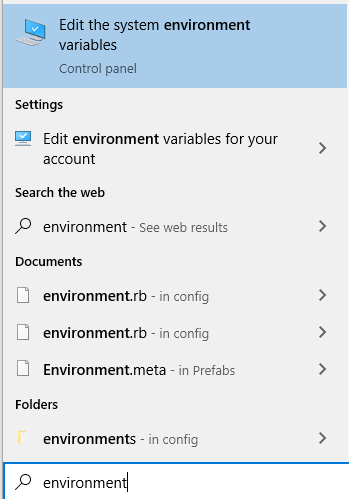 Edit the system environment
variables
Control panel
Settings
Edit environment variables for your
account
Search the web
environment - See web results
Documents
environment.rb - in config
environment.rb - in config
Environment.meta - in Prefabs
Folders
environments - in config
environment